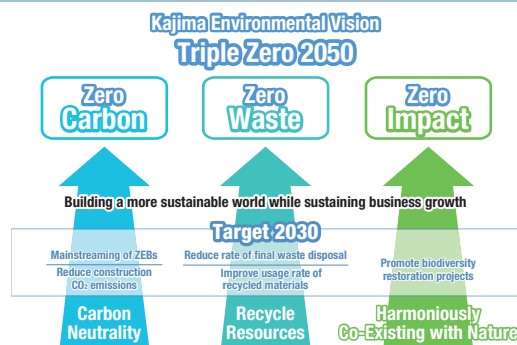 Kajima Environmental Vision
Triple Zero 2050
Zero
Carbon
Zero
Waste
Zero
Impact
Building a more sustainable world while sustaining business growth
Target 2030
Mainstreaming of ZEBs
Reduce construction
CO₂ emissions
Reduce rate of final waste disposal
Improve usage rate of
recycled materials
Promote biodiversity
restoration projects
Carbon
Neutrality
Recycle
Resources
Harmoniously
Co-Existing with Nature